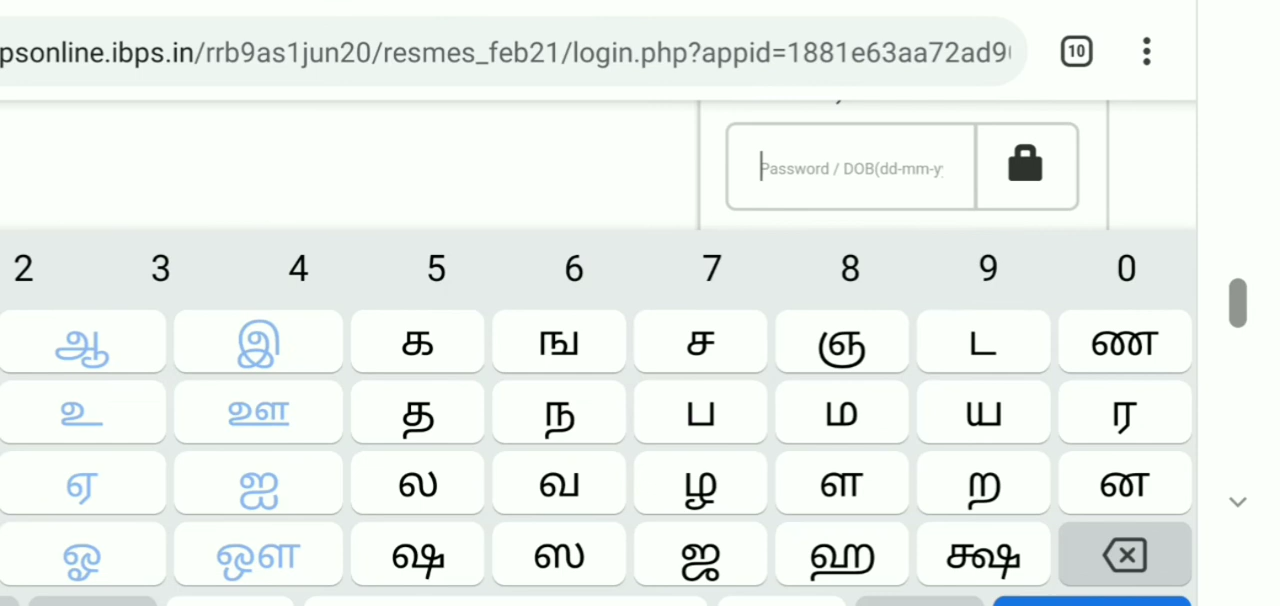 psonline.ibps.in/rrb9as1jun20/resmes_feb21/login.php?appid=1881e63aa72ad9
10
Password / DOB(dd-mm-y
2 3 4 5 6 7 8 9 0
ஆ இ க ங ச ஞ ட ண
உ ஊ த ந ப ம ய ர
ஏ ஐ ல வ ழ ள ற ன
ஓ ஔ ஷ ஸ ஜ ஹ க்ஷ